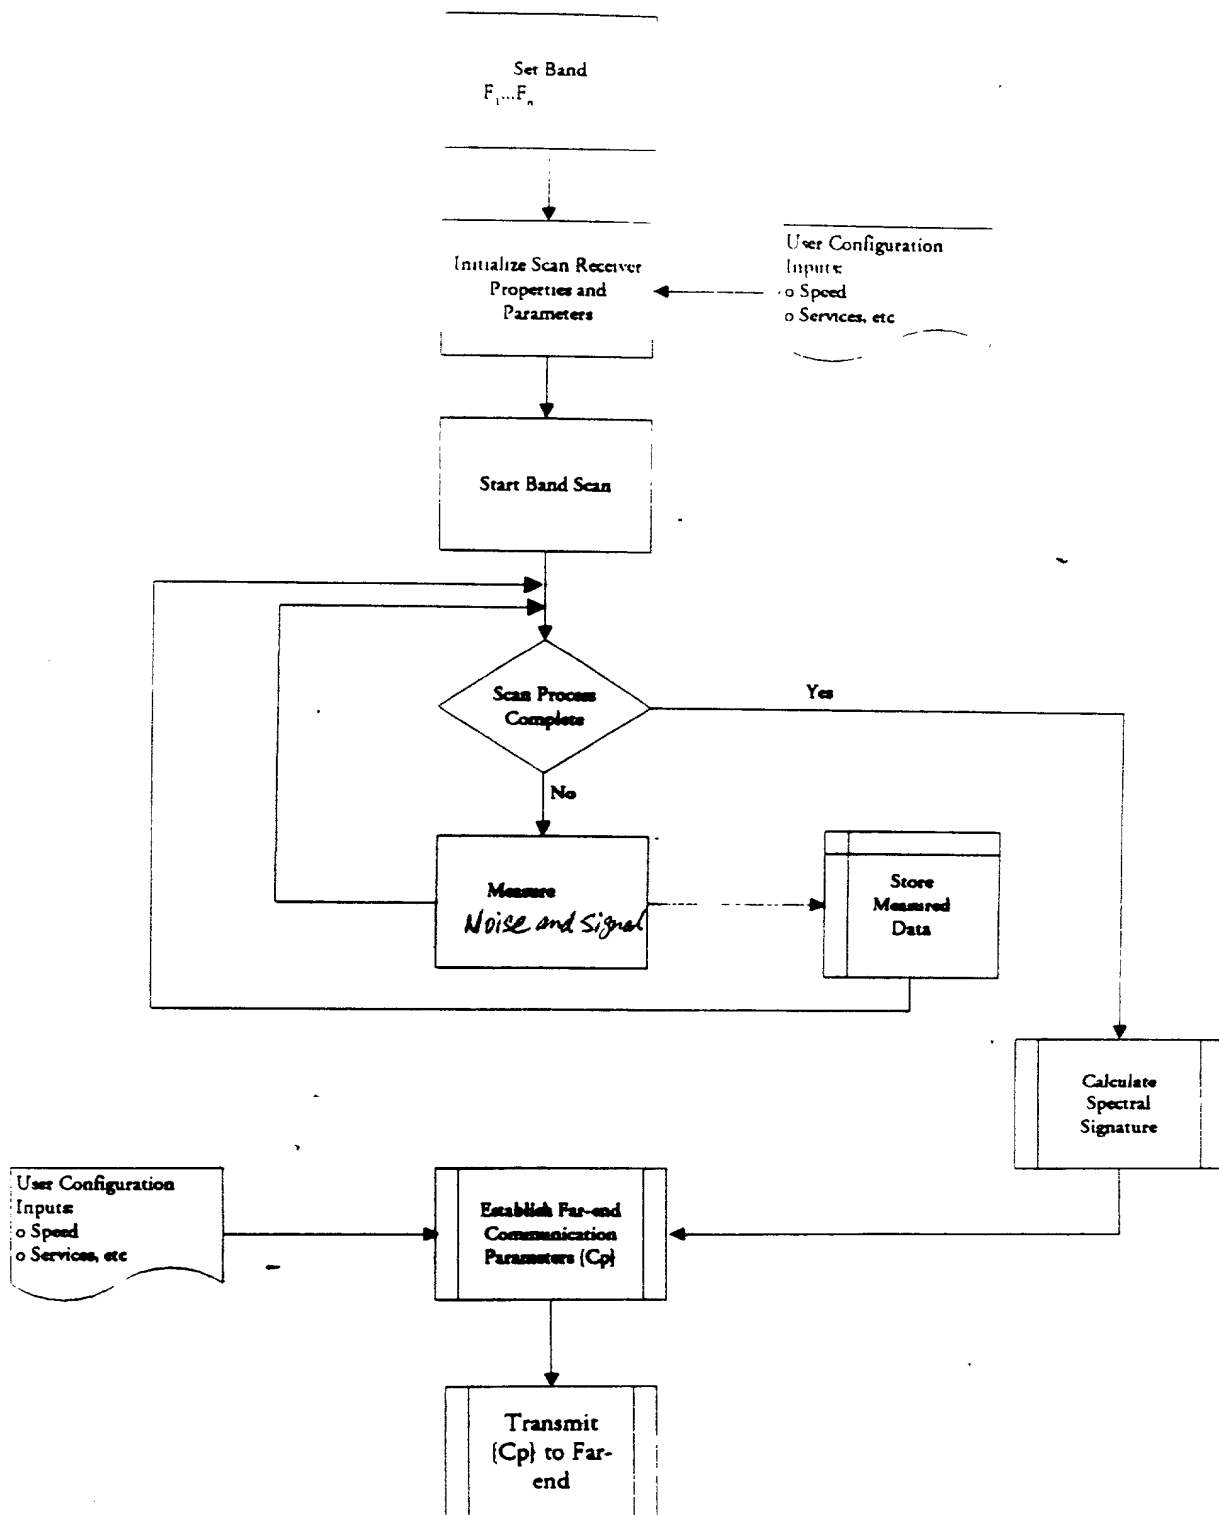 Set Band
F1...Fn
Initialize Scan Receiver
Properties and
Parameters
User Configuration
Inputs:
o Speed
o Services, etc
Start Band Scan
Scan Process
Complete
Yes
No
Measure
Noise and Signal
Store
Measured
Data
Calculate
Spectral
Signature
User Configuration
Inputs:
o Speed
o Services, etc
Establish Far-end
Communication
Parameters {Cp}
Transmit
{Cp} to Far-
end